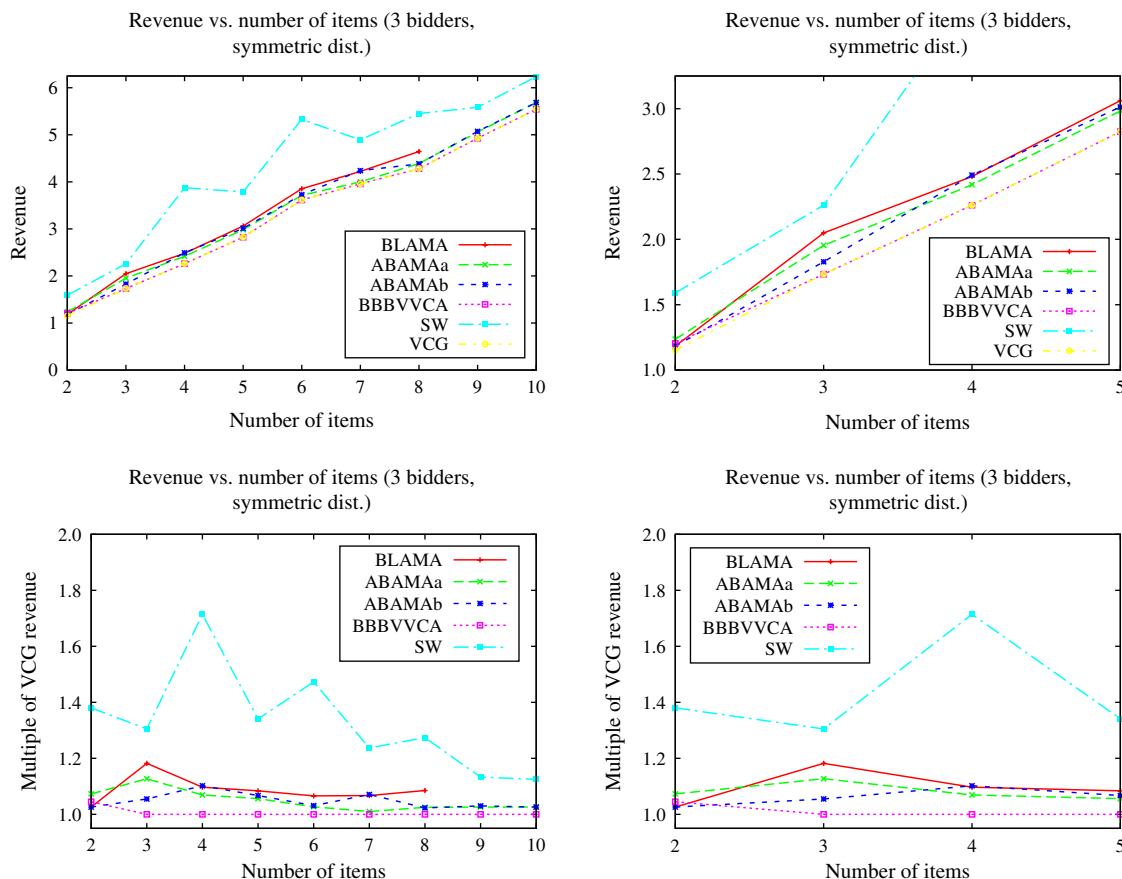 Revenue vs. number of items (3 bidders,
symmetric dist.)
Revenue
6
5
4
3
2
1
0
BLAMA
ABAMAa
ABAMAb
BBBVVCA
SW
VCG
2 3 4 5 6 7 8 9 10
Number of items
Revenue vs. number of items (3 bidders,
symmetric dist.)
Revenue
3.0
2.5
2.0
1.5
1.0
BLAMA
ABAMAa
ABAMAb
BBBVVCA
SW
VCG
2 3 4 5
Number of items
Revenue vs. number of items (3 bidders,
symmetric dist.)
Multiple of VCG revenue
2.0
1.8
1.6
1.4
1.2
1.0
BLAMA
ABAMAa
ABAMAb
BBBVVCA
SW
2 3 4 5 6 7 8 9 10
Number of items
Revenue vs. number of items (3 bidders,
symmetric dist.)
Multiple of VCG revenue
2.0
1.8
1.6
1.4
1.2
1.0
BLAMA
ABAMAa
ABAMAb
BBBVVCA
SW
2 3 4 5
Number of items